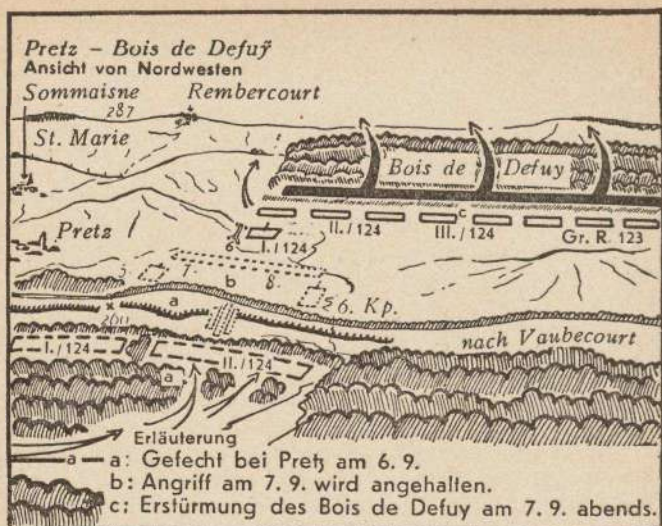 Pretz – Bois de Defuÿ
Ansicht von Nordwesten
Sommaisne Rembercourt
287
St. Marie
Bois de Defuy
c
II./124 III./124 Gr. R. 123
Pretz
6 I./124
5 7 b 8
a 6. Kp.
x
260
nach Vaubecourt
I./124 II./124
a
Erläuterung
a — a: Gefecht bei Pretz am 6. 9.
b: Angriff am 7. 9. wird angehalten.
c: Erstürmung des Bois de Defuy am 7. 9. abends.